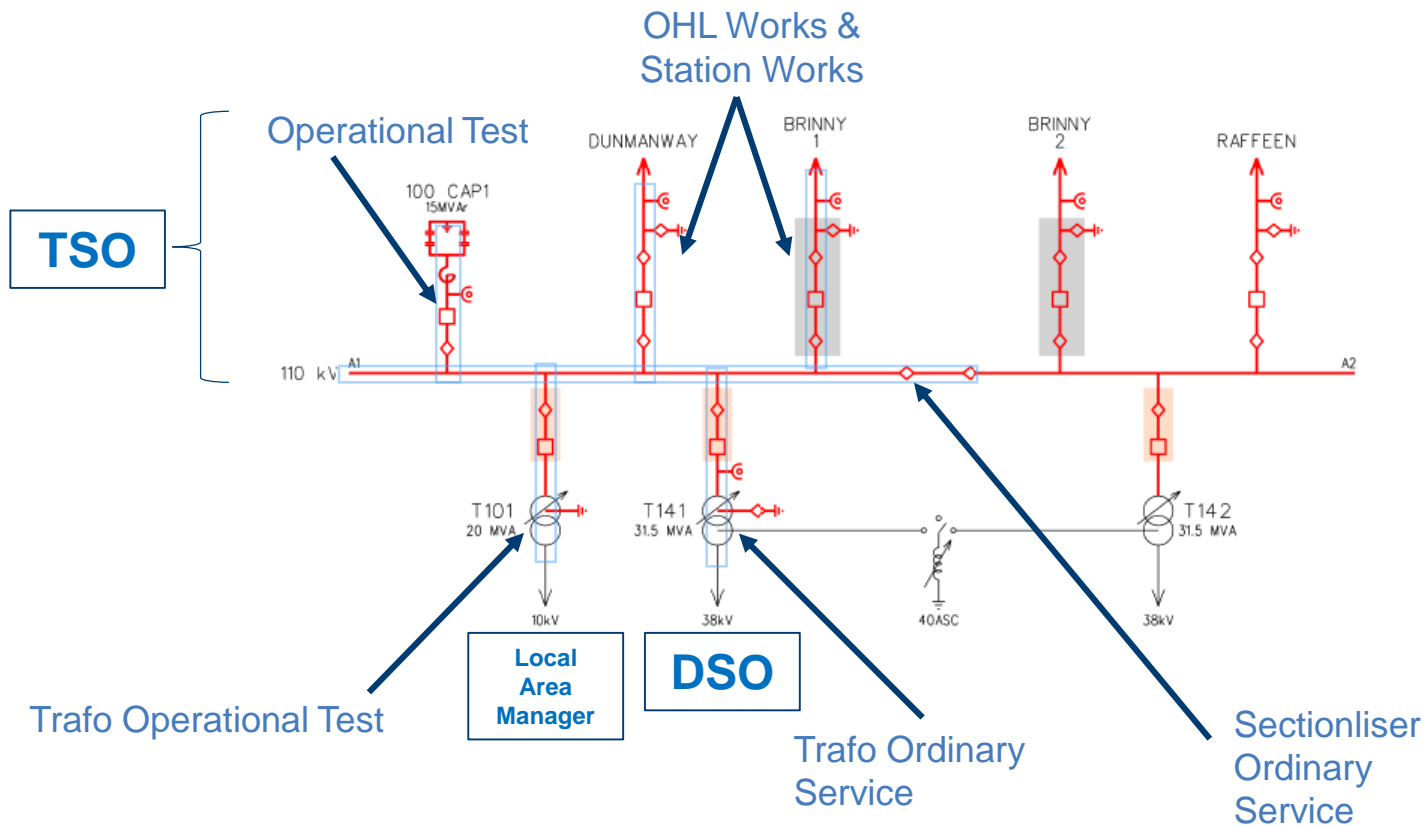 OHL Works &
Station Works
Operational Test
TSO
DUNMANWAY
BRINNY
1
BRINNY
2
RAFFEEN
100 CAP1
15MVAr
110 kV
A1
A2
T101
20 MVA
T141
31.5 MVA
T142
31.5 MVA
10kV
38kV
40ASC
38kV
Local
Area
Manager
DSO
Trafo Operational Test
Trafo Ordinary
Service
Sectionliser
Ordinary
Service